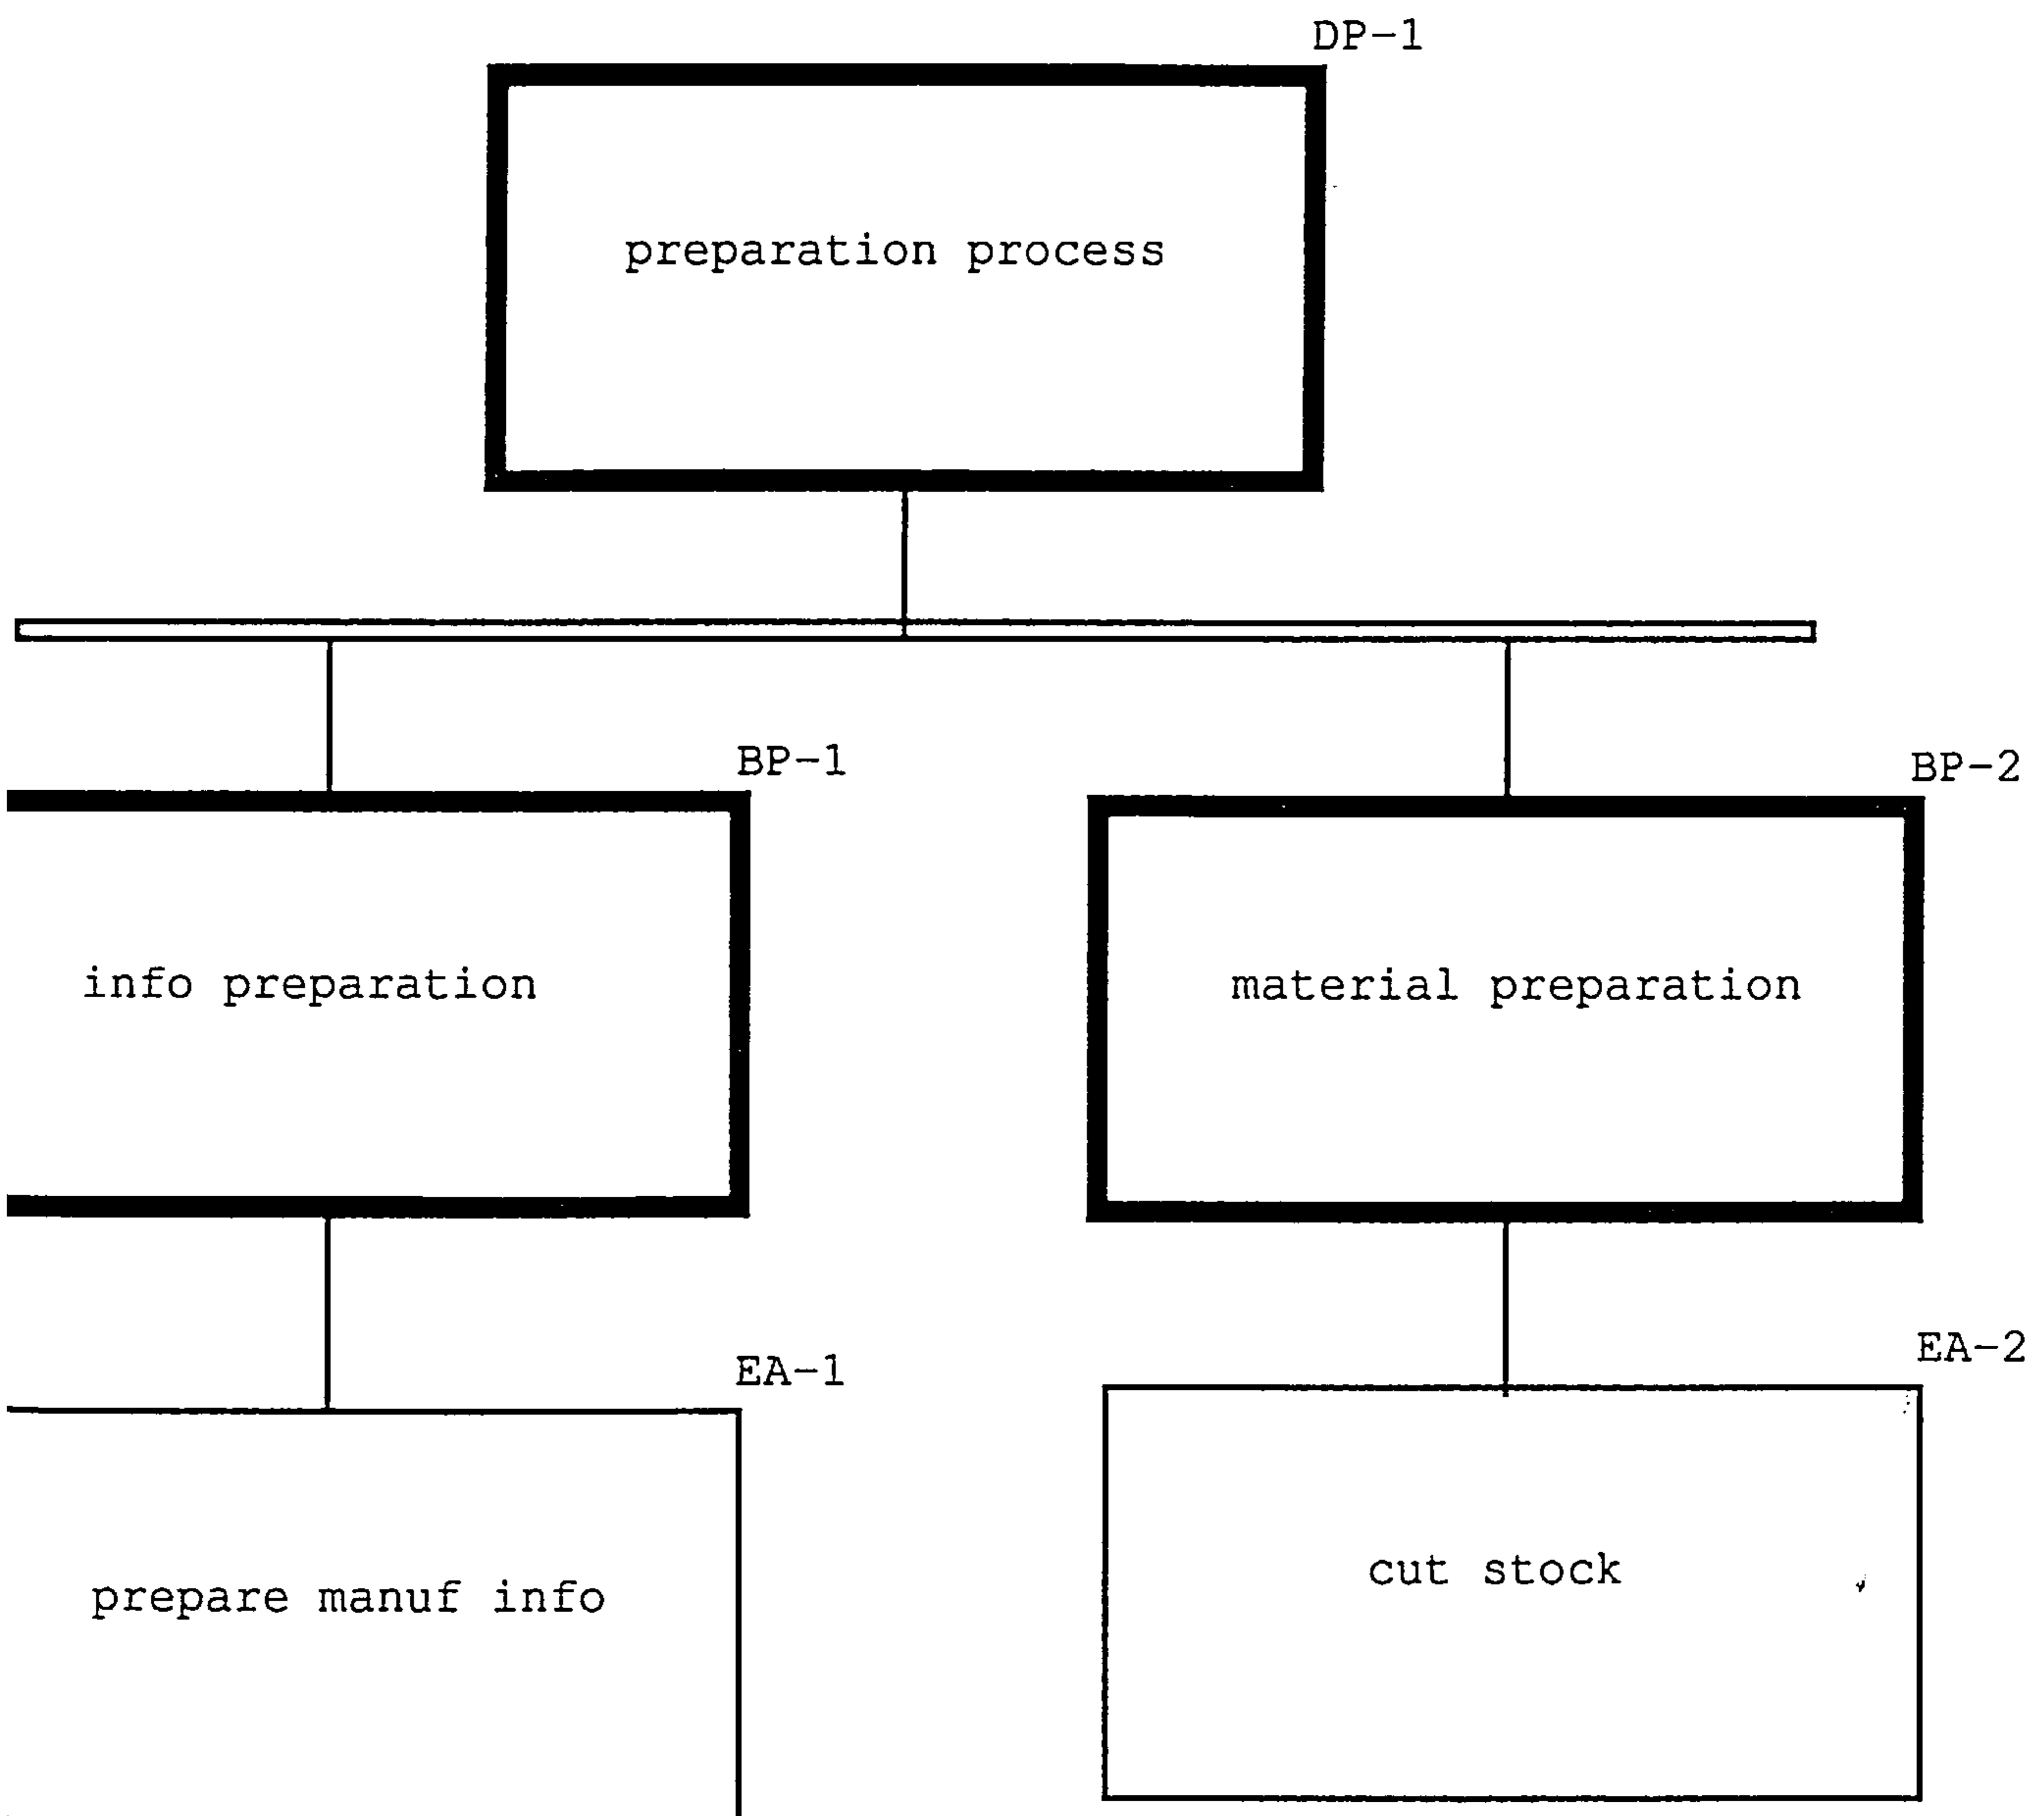 DP-1
preparation process
BP-1
BP-2
info preparation
material preparation
EA-1
EA-2
prepare manuf info
cut stock